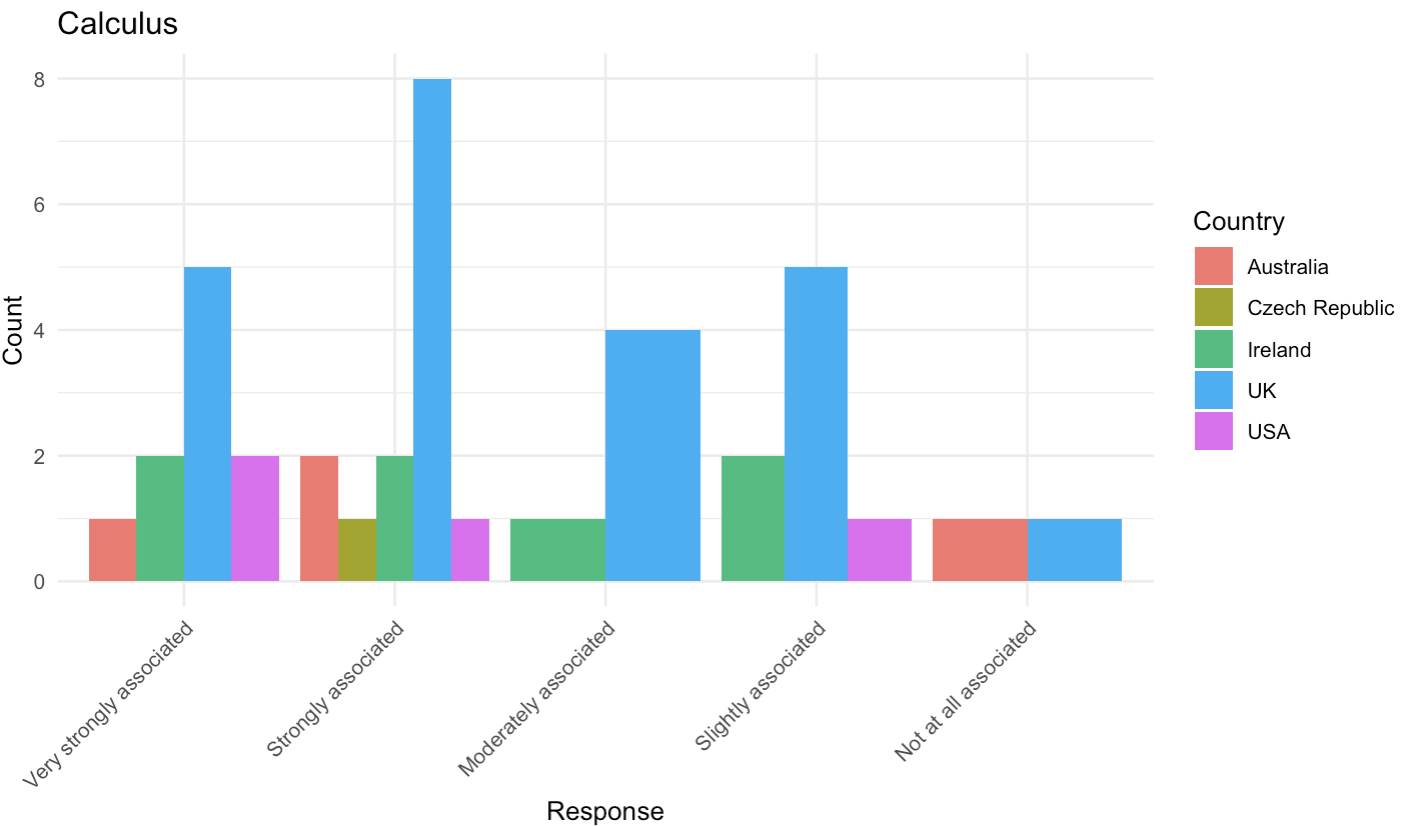 Calculus
8
6
4
2
0
Count
Very strongly associated
Strongly associated
Moderately associated
Slightly associated
Not at all associated
Response
Country
Australia
Czech Republic
Ireland
UK
USA